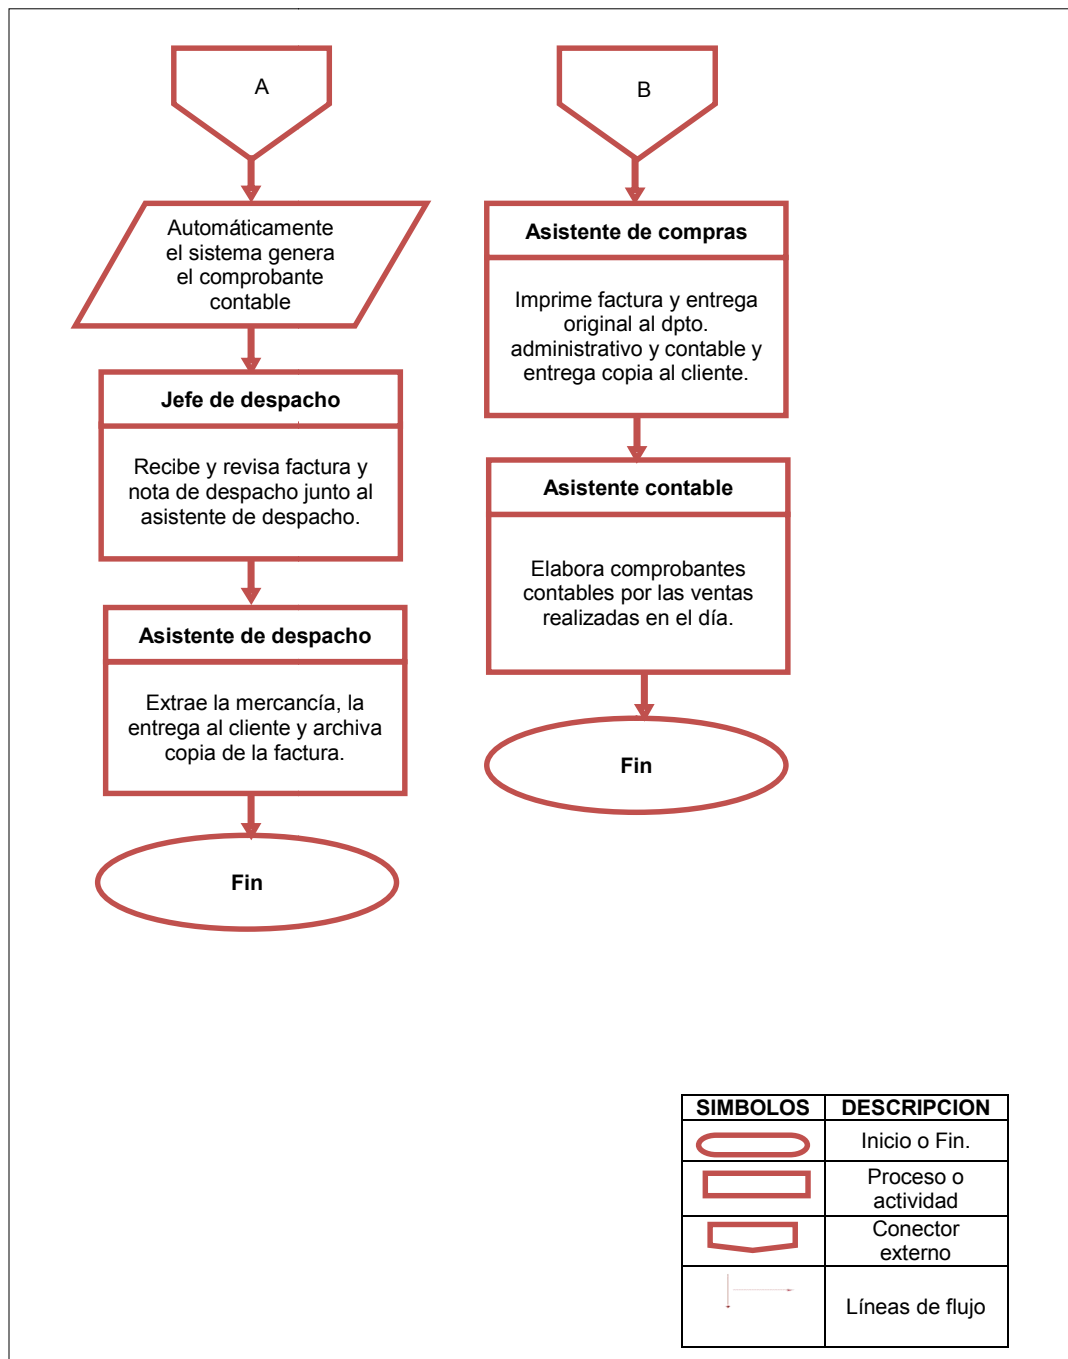 A
Automáticamente
el sistema genera
el comprobante
contable
Jefe de despacho
Recibe y revisa factura y
nota de despacho junto al
asistente de despacho.
Asistente de despacho
Extrae la mercancía, la
entrega al cliente y archiva
copia de la factura.
Fin
B
Asistente de compras
Imprime factura y entrega
original al dpto.
administrativo y contable y
entrega copia al cliente.
Asistente contable
Elabora comprobantes
contables por las ventas
realizadas en el día.
Fin
SIMBOLOS DESCRIPCION
Inicio o Fin.
Proceso o
actividad
Conector
externo
Líneas de flujo